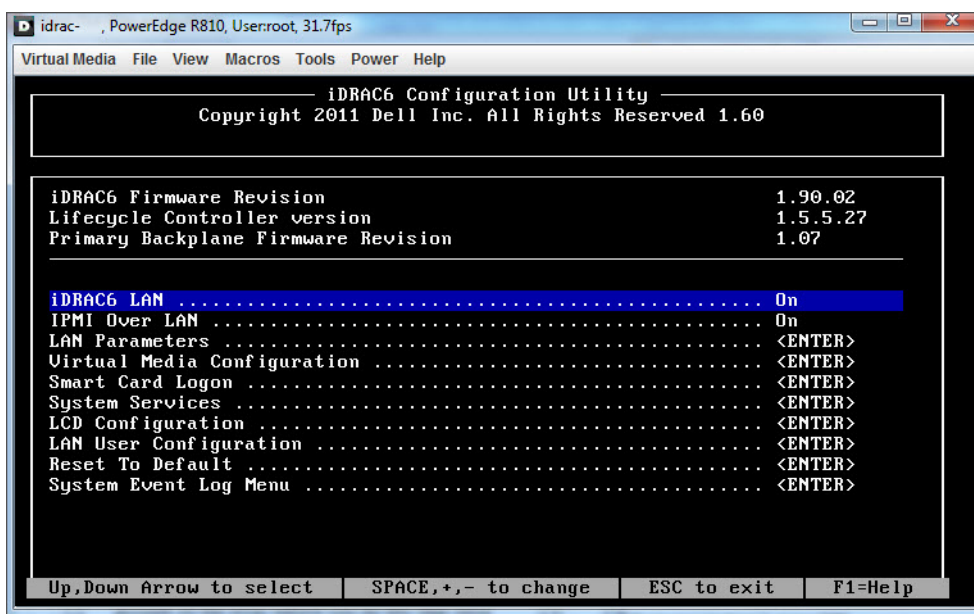 idrac- , PowerEdge R810, User:root, 31.7fps
Virtual Media File View Macros Tools Power Help
iDRAC6 Configuration Utility
Copyright 2011 Dell Inc. All Rights Reserved 1.60
iDRAC6 Firmware Revision 1.90.02
Lifecycle Controller version 1.5.5.27
Primary Backplane Firmware Revision 1.07
iDRAC6 LAN ................................................... On
IPMI Over LAN ................................................ On
LAN Parameters ............................................... <ENTER>
Virtual Media Configuration .................................. <ENTER>
Smart Card Logon ............................................. <ENTER>
System Services .............................................. <ENTER>
LCD Configuration ............................................ <ENTER>
LAN User Configuration ....................................... <ENTER>
Reset To Default ............................................. <ENTER>
System Event Log Menu ........................................ <ENTER>
Up,Down Arrow to select SPACE,+,- to change ESC to exit F1=Help